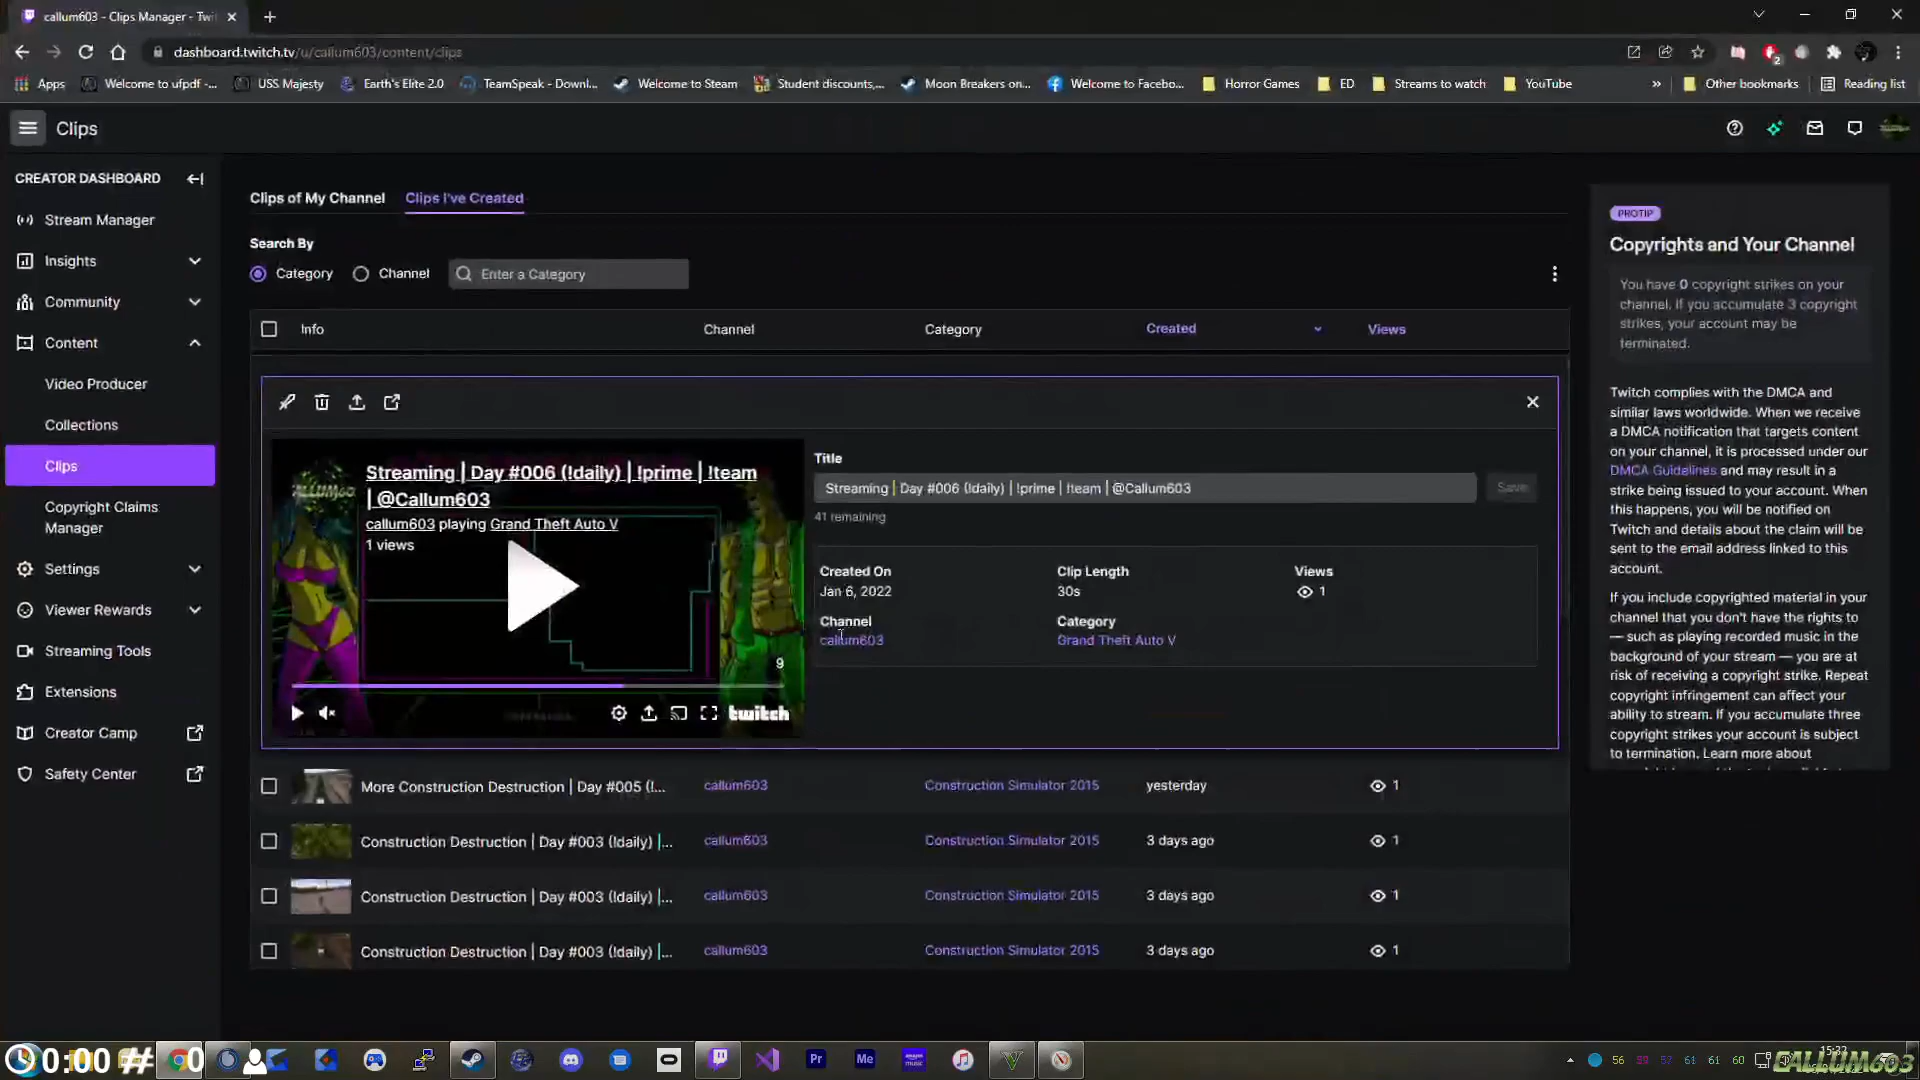 callum603 - Clips Manager - Twi
dashboard.twitch.tv/u/callum603/content/clips
Apps
Welcome to ufpdf -...
USS Majesty
Earth's Elite 2.0
TeamSpeak - Downl...
Welcome to Steam
Student discounts,...
Moon Breakers on...
Welcome to Facebo...
Horror Games
ED
Streams to watch
YouTube
»
Other bookmarks
Reading list
Clips
CREATOR DASHBOARD
Stream Manager
Insights
Community
Content
Video Producer
Collections
Clips
Copyright Claims
Manager
Settings
Viewer Rewards
Streaming Tools
Extensions
Creator Camp
Safety Center
Clips of My Channel
Clips I've Created
Search By
Category
Channel
Enter a Category
Info
Channel
Category
Created
Views
Streaming | Day #006 (!daily) | !prime | !team
| @Callum603
callum603 playing Grand Theft Auto V
1 views
9
twitch
Title
Streaming | Day #006 (!daily) | !prime | !team | @Callum603
Save
41 remaining
Created On
Jan 6, 2022
Clip Length
30s
Views
1
Channel
callum603
Category
Grand Theft Auto V
More Construction Destruction | Day #005 (!...
callum603
Construction Simulator 2015
yesterday
1
Construction Destruction | Day #003 (!daily) |...
callum603
Construction Simulator 2015
3 days ago
1
Construction Destruction | Day #003 (!daily) |...
callum603
Construction Simulator 2015
3 days ago
1
Construction Destruction | Day #003 (!daily) |...
callum603
Construction Simulator 2015
3 days ago
1
PROTIP
Copyrights and Your Channel
You have 0 copyright strikes on your
channel. If you accumulate 3 copyright
strikes, your account may be
terminated.
Twitch complies with the DMCA and
similar laws worldwide. When we receive
a DMCA notification that targets content
on your channel, it is processed under our
DMCA Guidelines and may result in a
strike being issued to your account. When
this happens, you will be notified on
Twitch and details about the claim will be
sent to the email address linked to this
account.
If you include copyrighted material in your
channel that you don't have the rights to
— such as playing recorded music in the
background of your stream — you are at
risk of receiving a copyright strike. Repeat
copyright infringement can affect your
ability to stream. If you accumulate three
copyright strikes your account is subject
to termination. Learn more about
0:00 #
0
Pr
Me
amazon music
56
57
61
61
60
CALLUM603